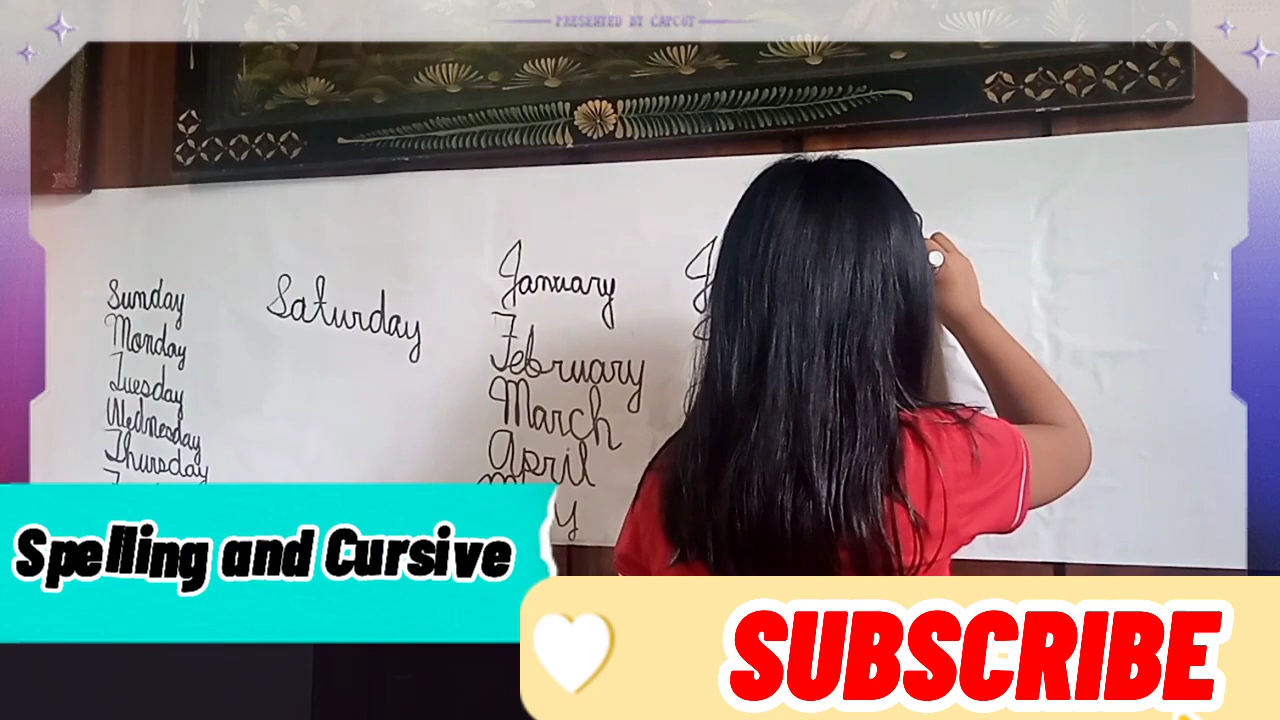 PRESENTED BY CAPCUT
Sunday
Monday
Tuesday
Wednesday
Thursday
Saturday
January
February
March
April
Spelling and Cursive
SUBSCRIBE